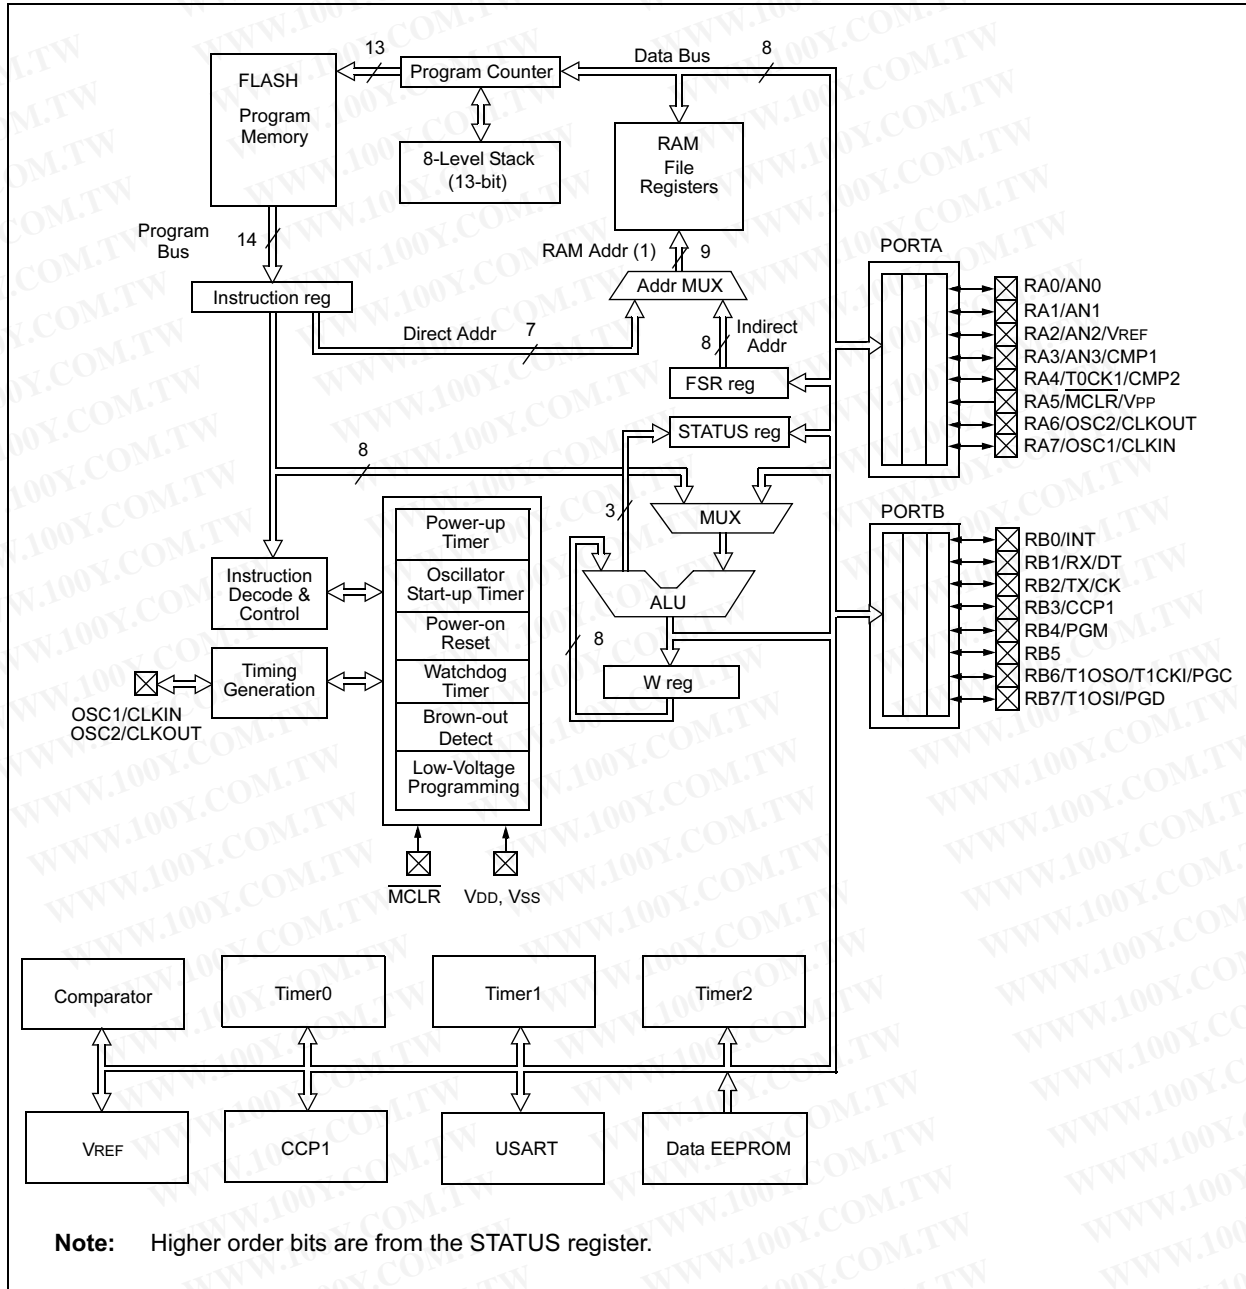 13
Data Bus
8
FLASH
Program
Memory
Program Counter
8-Level Stack
(13-bit)
RAM
File
Registers
Program
Bus
14
RAM Addr (1)
9
PORTA
Instruction reg
Addr MUX
Direct Addr
7
8
Indirect
Addr
FSR reg
STATUS reg
RA0/AN0
RA1/AN1
RA2/AN2/VREF
RA3/AN3/CMP1
RA4/T0CK1/CMP2
RA5/MCLR/VPP
RA6/OSC2/CLKOUT
RA7/OSC1/CLKIN
8
3
MUX
PORTB
Power-up
Timer
Oscillator
Start-up Timer
Power-on
Reset
Watchdog
Timer
Brown-out
Detect
Low-Voltage
Programming
Instruction
Decode &
Control
ALU
8
W reg
Timing
Generation
OSC1/CLKIN
OSC2/CLKOUT
RB0/INT
RB1/RX/DT
RB2/TX/CK
RB3/CCP1
RB4/PGM
RB5
RB6/T1OSO/T1CKI/PGC
RB7/T1OSI/PGD
MCLR
VDD, VSS
Comparator
Timer0
Timer1
Timer2
VREF
CCP1
USART
Data EEPROM
Note: Higher order bits are from the STATUS register.
WWW.100Y.COM.TW